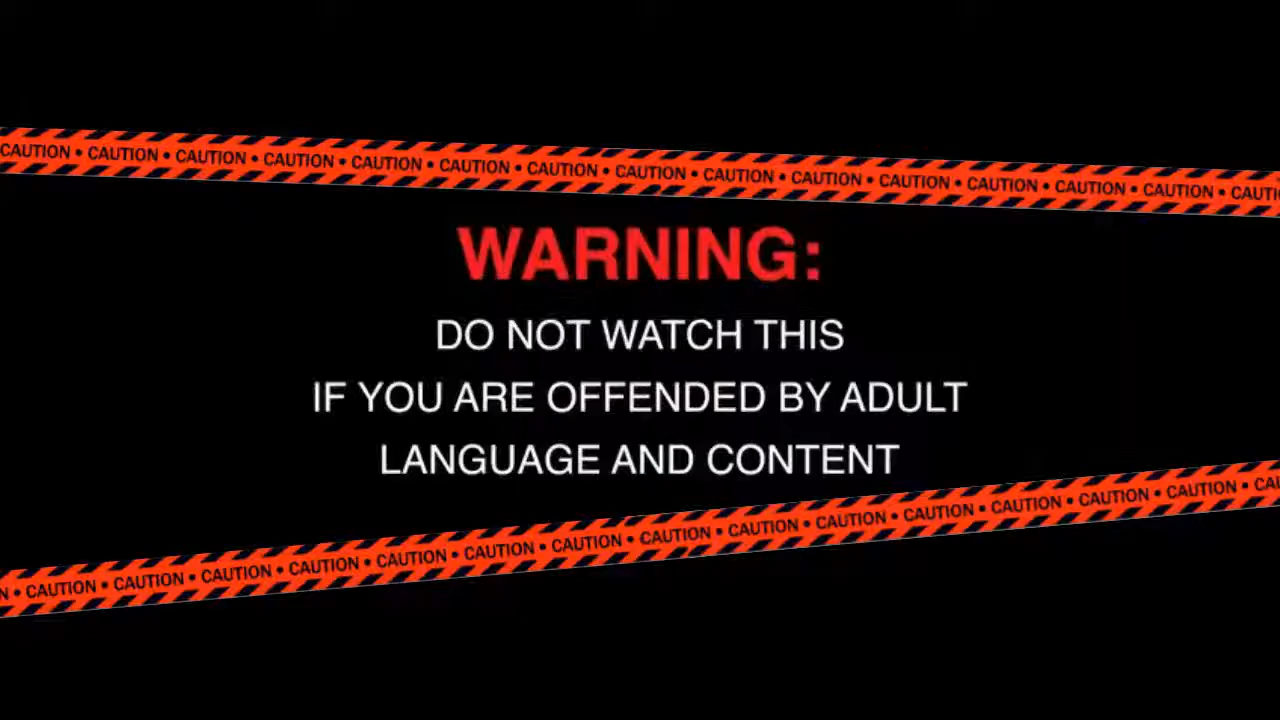 CAUTION • CAUTION • CAUTION • CAUTION • CAUTION • CAUTION • CAUTION • CAUTION • CAUTION • CAUTION • CAUTION • CAUTION • CAUTION • CAUTION • CAUTI
WARNING:
DO NOT WATCH THIS
IF YOU ARE OFFENDED BY ADULT
LANGUAGE AND CONTENT
N • CAUTION • CAUTION • CAUTION • CAUTION • CAUTION • CAUTION • CAUTION • CAUTION • CAUTION • CAUTION • CAUTION • CAUTION • CAUTION • CAUTION • CA